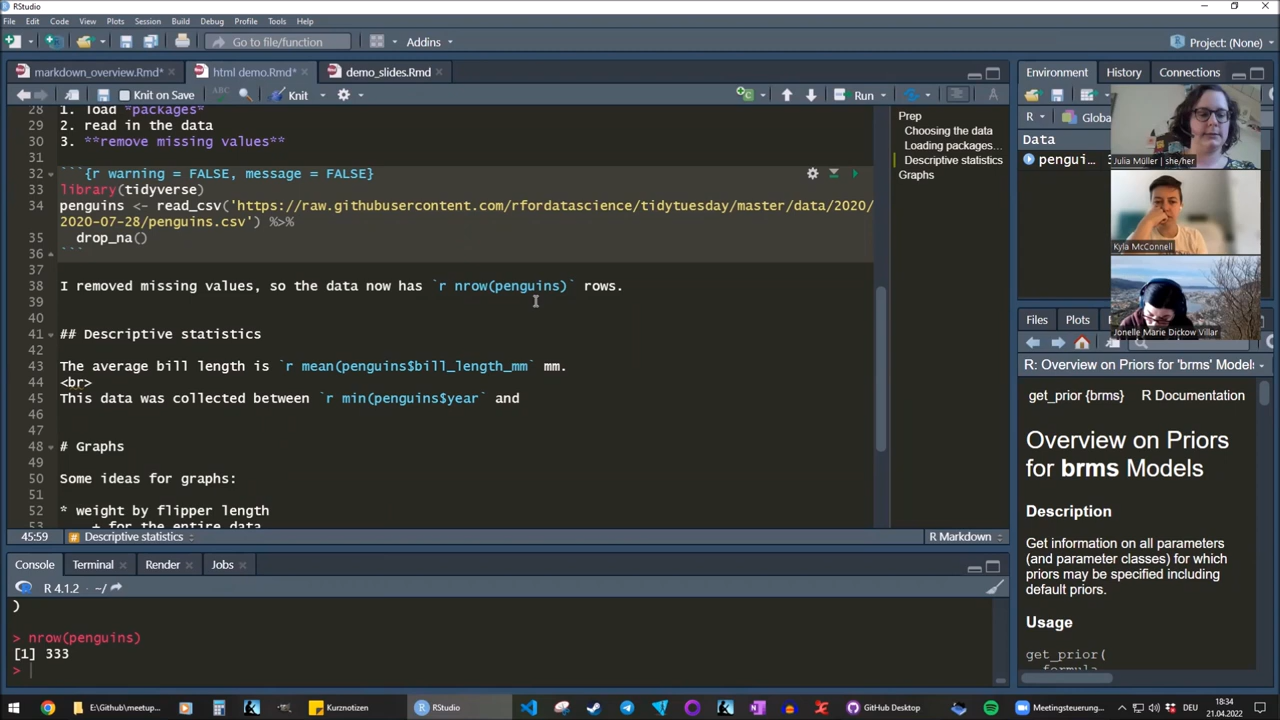 RStudio
File Edit Code View Plots Session Build Debug Profile Tools Help
Go to file/function Addins Project: (None)
markdown_overview.Rmd* html demo.Rmd* demo_slides.Rmd
Knit on Save Knit Run
28 1. load *packages*
29 2. read in the data
30 3. **remove missing values**
31
32 ```{r warning = FALSE, message = FALSE}
33 library(tidyverse)
34 penguins <- read_csv('https://raw.githubusercontent.com/rfordatascience/tidytuesday/master/data/2020/
2020-07-28/penguins.csv') %>%
35 drop_na()
36 ```
37
38 I removed missing values, so the data now has `r nrow(penguins)` rows.
39
40
41 ## Descriptive statistics
42
43 The average bill length is `r mean(penguins$bill_length_mm` mm.
44 <br>
45 This data was collected between `r min(penguins$year` and
46
47
48 # Graphs
49
50 Some ideas for graphs:
51
52 * weight by flipper length
53 + for the entire data
45:59 # Descriptive statistics R Markdown
Prep
Choosing the data
Loading packages...
Descriptive statistics
Graphs
Console Terminal Render Jobs
R 4.1.2 · ~/
)
> nrow(penguins)
[1] 333
>
Environment History Connections
R Global
Data
pengui...
Julia Müller | she/her
Kyla McConnell
Jonelle Marie Dickow Villar
Files Plots
R: Overview on Priors for 'brms' Models
get_prior {brms} R Documentation
Overview on Priors
for brms Models
Description
Get information on all parameters
(and parameter classes) for which
priors may be specified including
default priors.
Usage
get_prior(
formula
E:\Github\meetup... Kurznotizen RStudio GitHub Desktop Meetingsteuerung... DEU 18:34
21.04.2022